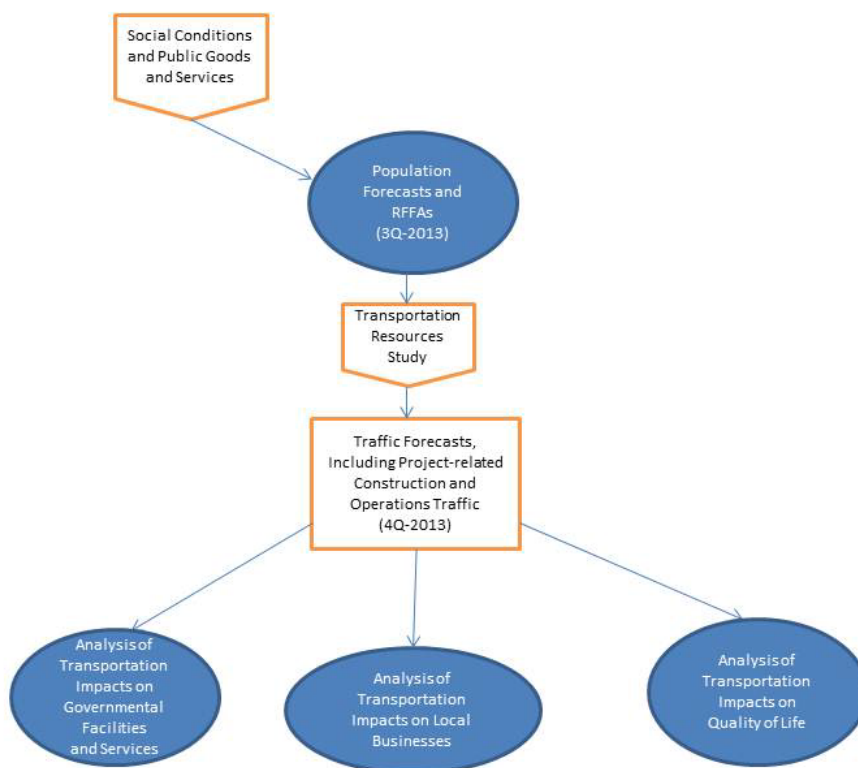 Social Conditions
and Public Goods
and Services
Population
Forecasts and
RFFAs
(3Q-2013)
Transportation
Resources
Study
Traffic Forecasts,
Including Project-related
Construction and
Operations Traffic
(4Q-2013)
Analysis of
Transportation
Impacts on
Governmental
Facilities
and Services
Analysis of
Transportation
Impacts on Local
Businesses
Analysis of
Transportation
Impacts on
Quality of Life